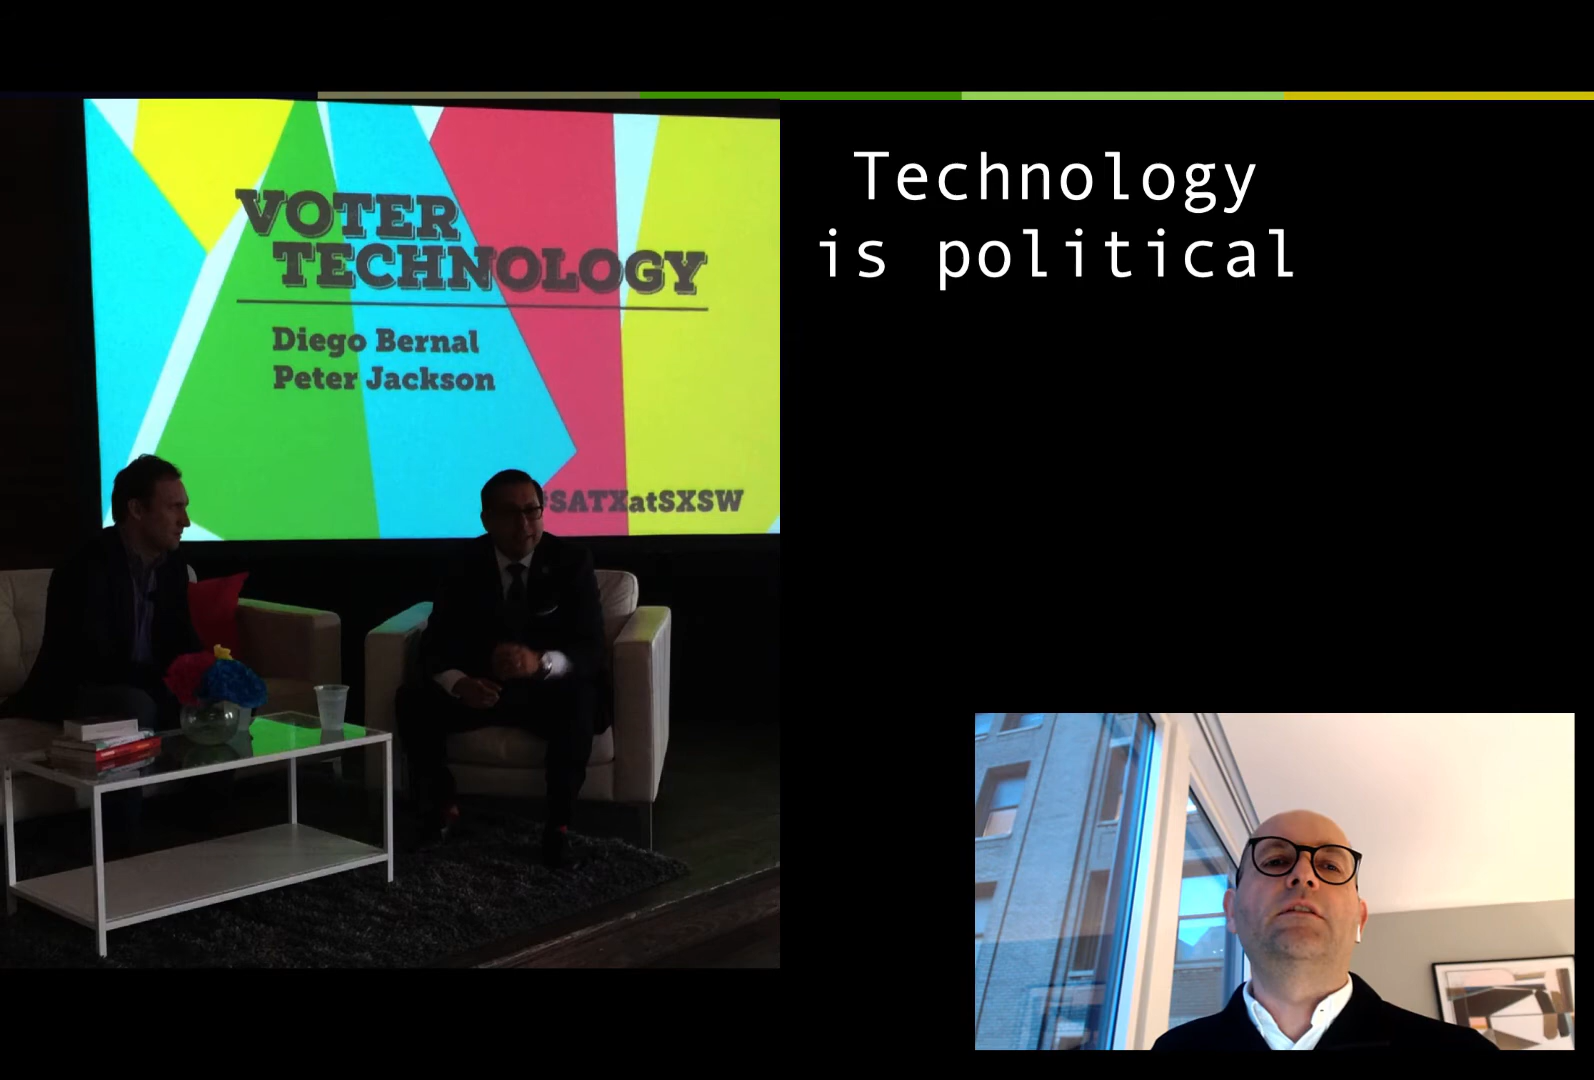 VOTER
TECHNOLOGY
Diego Bernal
Peter Jackson
#SATXatSXSW
Technology
is political